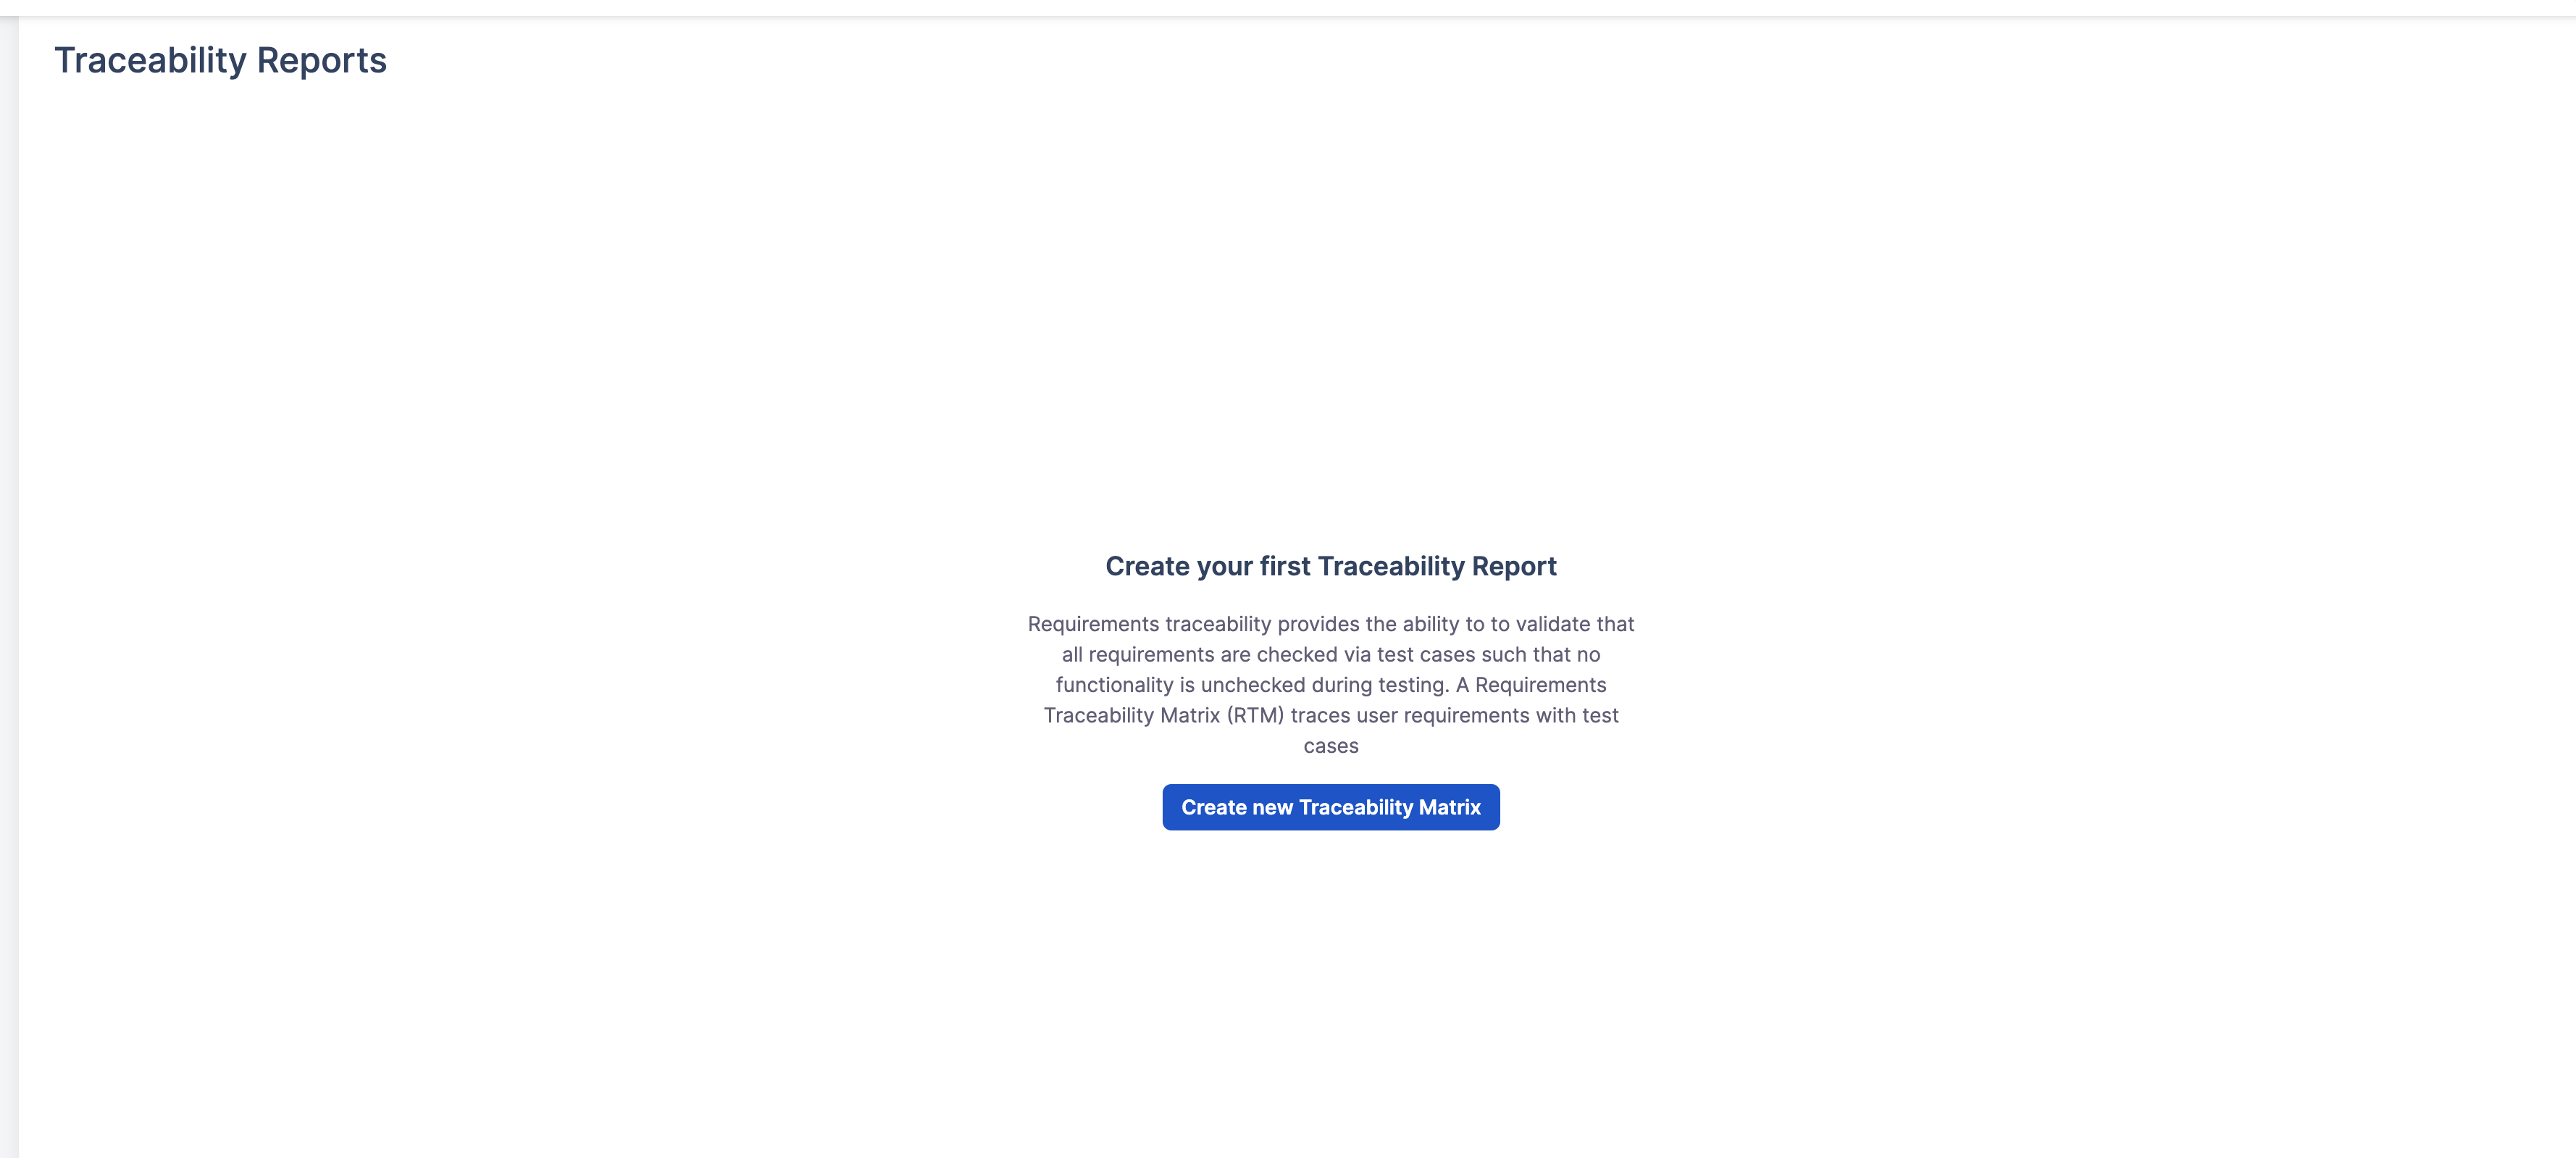 Traceability Reports
Create your first Traceability Report
Requirements traceability provides the ability to to validate that
all requirements are checked via test cases such that no
functionality is unchecked during testing. A Requirements
Traceability Matrix (RTM) traces user requirements with test
cases
Create new Traceability Matrix